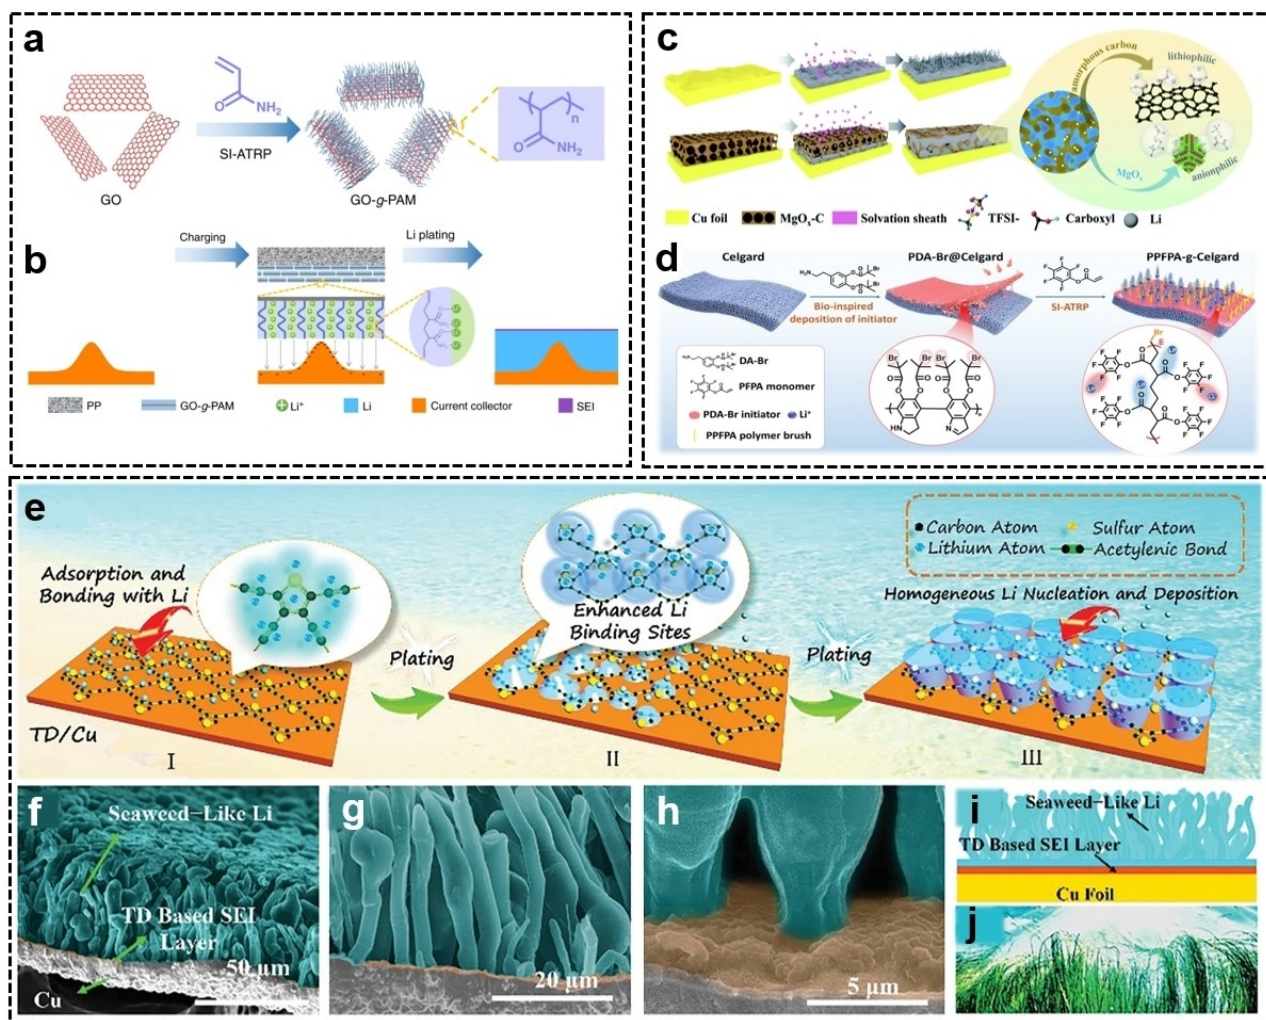 a
O
NH₂
SI-ATRP
GO
GO-g-PAM
n
O
NH₂
b
Charging
Li plating
PP
GO-g-PAM
Li⁺
Li
Current collector
SEI
c
amorphous carbon
lithiophilic
MgOₓ
anionphilic
Cu foil
MgOₓ-C
Solvation sheath
TFSI-
Carboxyl
Li
d
Celgard
PDA-Br@Celgard
PPFPA-g-Celgard
Bio-inspired
deposition of initiator
SI-ATRP
DA-Br
PFPA monomer
PDA-Br initiator
Li⁺
PPFPA polymer brush
e
Carbon Atom
Sulfur Atom
Lithium Atom
Acetylenic Bond
Adsorption and
Bonding with Li
Enhanced Li
Binding Sites
Homogeneous Li Nucleation and Deposition
Plating
Plating
TD/Cu
I
II
III
f
Seaweed-Like Li
TD Based SEI
Layer
50 μm
Cu
g
20 μm
h
5 μm
i
Seaweed-Like Li
TD Based SEI Layer
Cu Foil
j